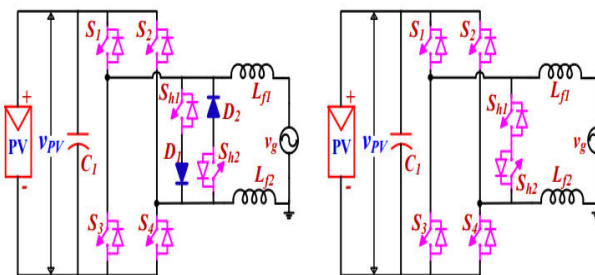 S1 S2
Sh1
Lf1
D2
+
PV
-
vPV
C1
D1
Sh2
vg
Lf2
S3 S4
S1 S2
Lf1
Sh1
+
PV
-
vPV
C1
vg
Sh2
Lf2
S3 S4